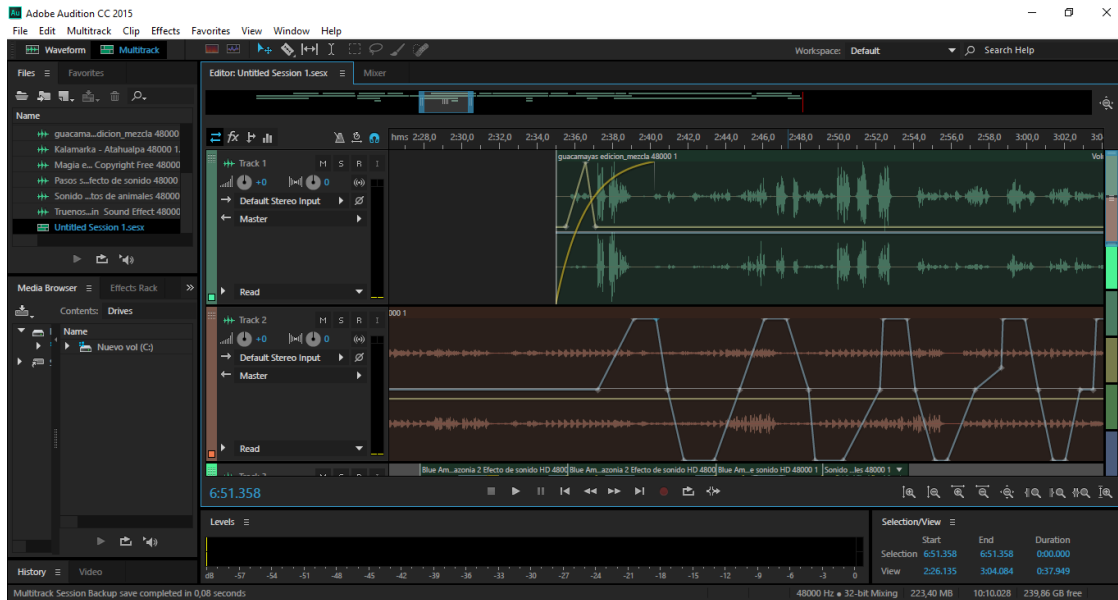 Au Adobe Audition CC 2015
File Edit Multitrack Clip Effects Favorites View Window Help
Waveform Multitrack Workspace: Default Search Help
Files Favorites
Name
guacama...dicion_mezcla 48000
Kalamarka - Atahualpa 48000 1.
Magia e... Copyright Free 48000
Pasos s...fecto de sonido 48000
Sonido ...tos de animales 48000
Truenos...in Sound Effect 48000
Untitled Session 1.sesx
Media Browser Effects Rack
Contents: Drives
Name
Nuevo vol (C:)
History Video
Editor: Untitled Session 1.sesx Mixer
fx hms 2:28,0 2:30,0 2:32,0 2:34,0 2:36,0 2:38,0 2:40,0 2:42,0 2:44,0 2:46,0 2:48,0 2:50,0 2:52,0 2:54,0 2:56,0 2:58,0 3:00,0 3:02,0 3:0
guacamayas edicion_mezcla 48000 1 Vol
Track 1 M S R I
+0 0
Default Stereo Input
Master
Read
000 1
Track 2 M S R I
+0 0
Default Stereo Input
Master
Read
Blue Am...azonia 2 Efecto de sonido HD 4800 Blue Am...azonia 2 Efecto de sonido HD 4800 Blue Am...e sonido HD 48000 1 Sonido ...les 48000 1
6:51.358
Levels
dB -57 -54 -51 -48 -45 -42 -39 -36 -33 -30 -27 -24 -21 -18 -15 -12 -9 -6 -3 0
Selection/View
Start End Duration
Selection 6:51.358 6:51.358 0:00.000
View 2:26.135 3:04.084 0:37.949
Multitrack Session Backup save completed in 0,08 seconds
48000 Hz • 32-bit Mixing 223,40 MB 10:10.028 239,86 GB free